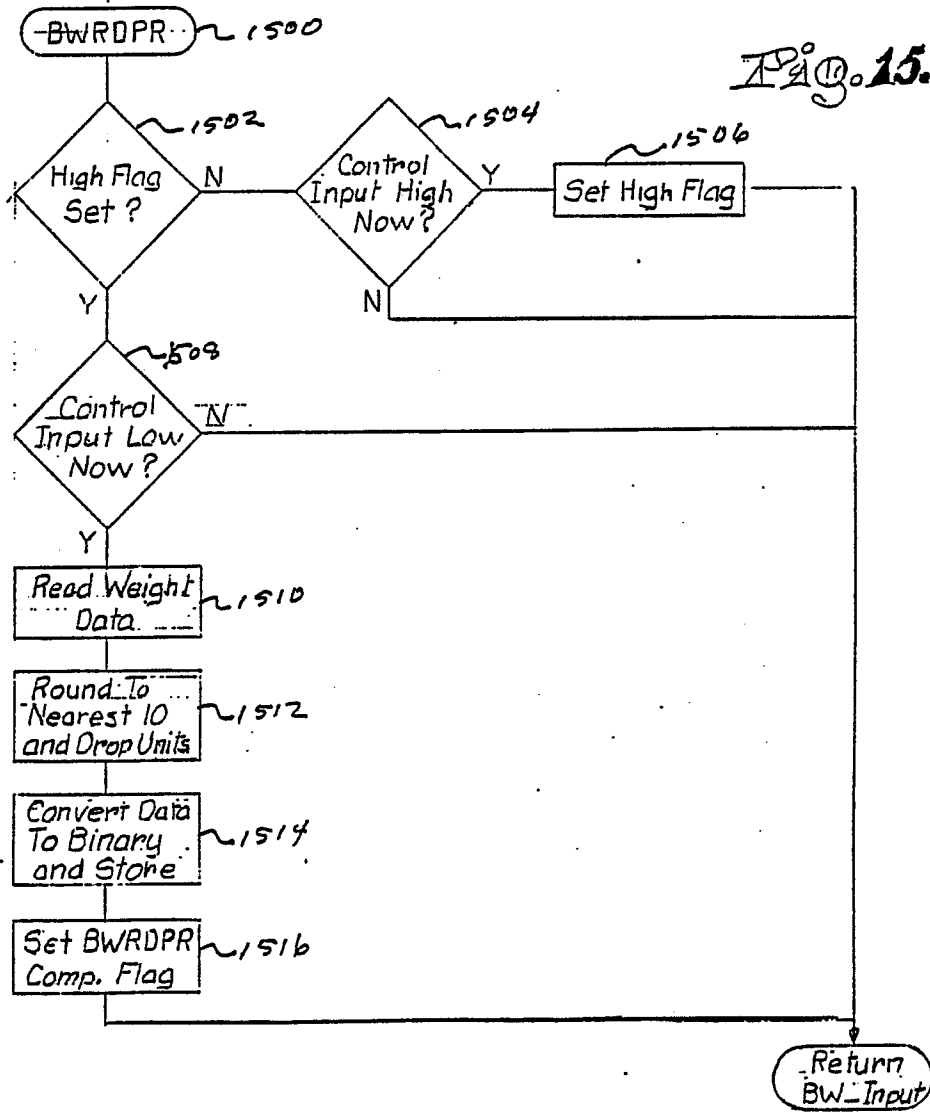 BWRDPR 1500
Fig. 15.
1502
High Flag
Set ?
N
Y
1504
Control
Input High
Now?
Y
N
1506
Set High Flag
1508
Control
Input Low
Now ?
N
Y
Read Weight
Data
1510
Round To
Nearest 10
and Drop Units
1512
Convert Data
To Binary
and Store
1514
Set BWRDPR
Comp. Flag
1516
Return
BW_Input